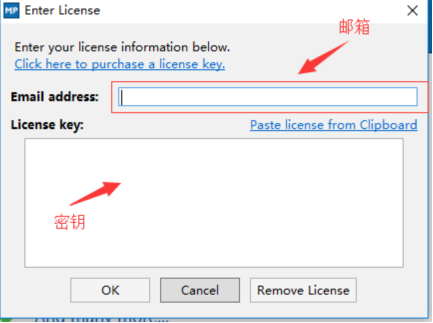 MP Enter License
邮箱
Enter your license information below.
Click here to purchase a license key.
Email address:
License key: Paste license from Clipboard
密钥
OK Cancel Remove License